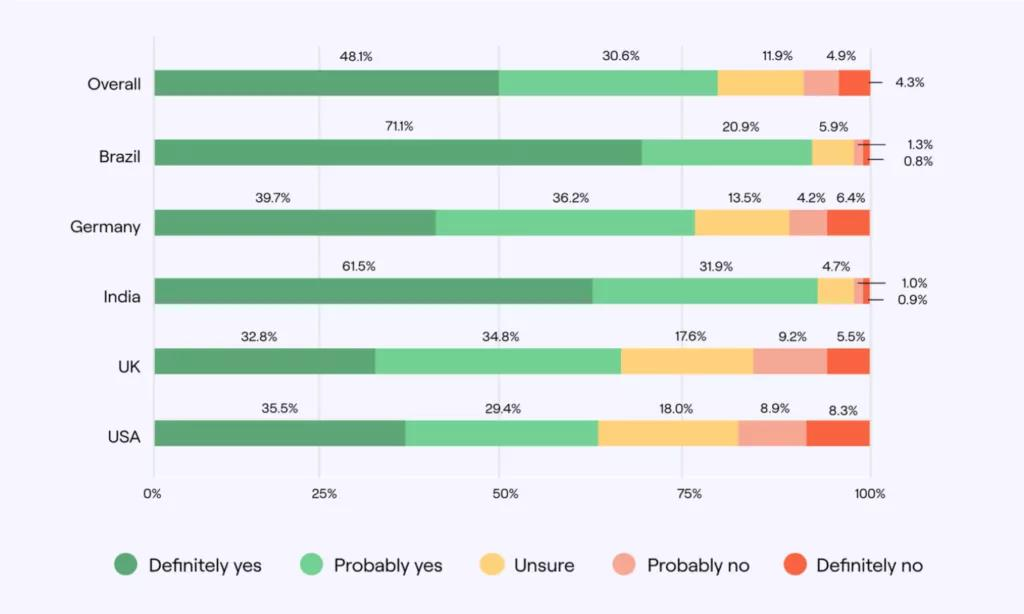 48.1% 30.6% 11.9% 4.9%
Overall 4.3%
71.1% 20.9% 5.9%
1.3%
Brazil 0.8%
39.7% 36.2% 13.5% 4.2% 6.4%
Germany
61.5% 31.9% 4.7%
1.0%
India 0.9%
32.8% 34.8% 17.6% 9.2% 5.5%
UK
35.5% 29.4% 18.0% 8.9% 8.3%
USA
0% 25% 50% 75% 100%
Definitely yes Probably yes Unsure Probably no Definitely no